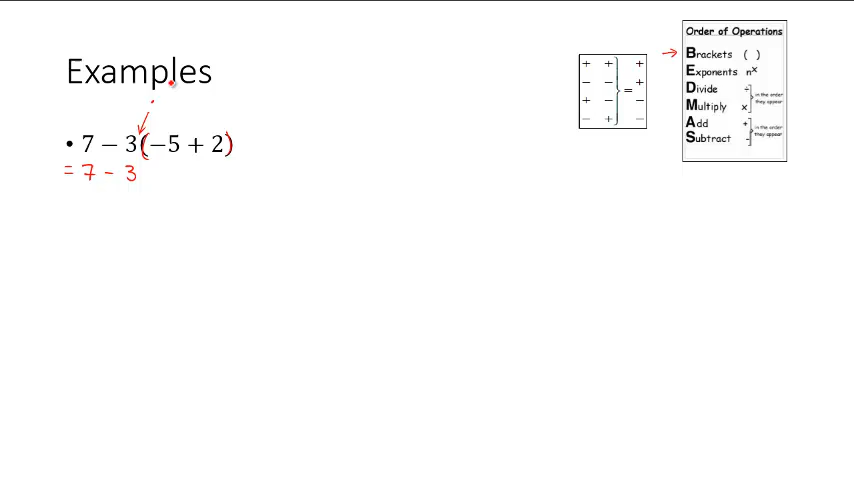 Examples
• 7 − 3(−5 + 2)
= 7 − 3
+ + +
− − = +
+ − −
− + −
Order of Operations
→ Brackets ( )
Exponents nˣ
Divide ÷
in the order they appear
Multiply x
Add +
in the order they appear
Subtract -